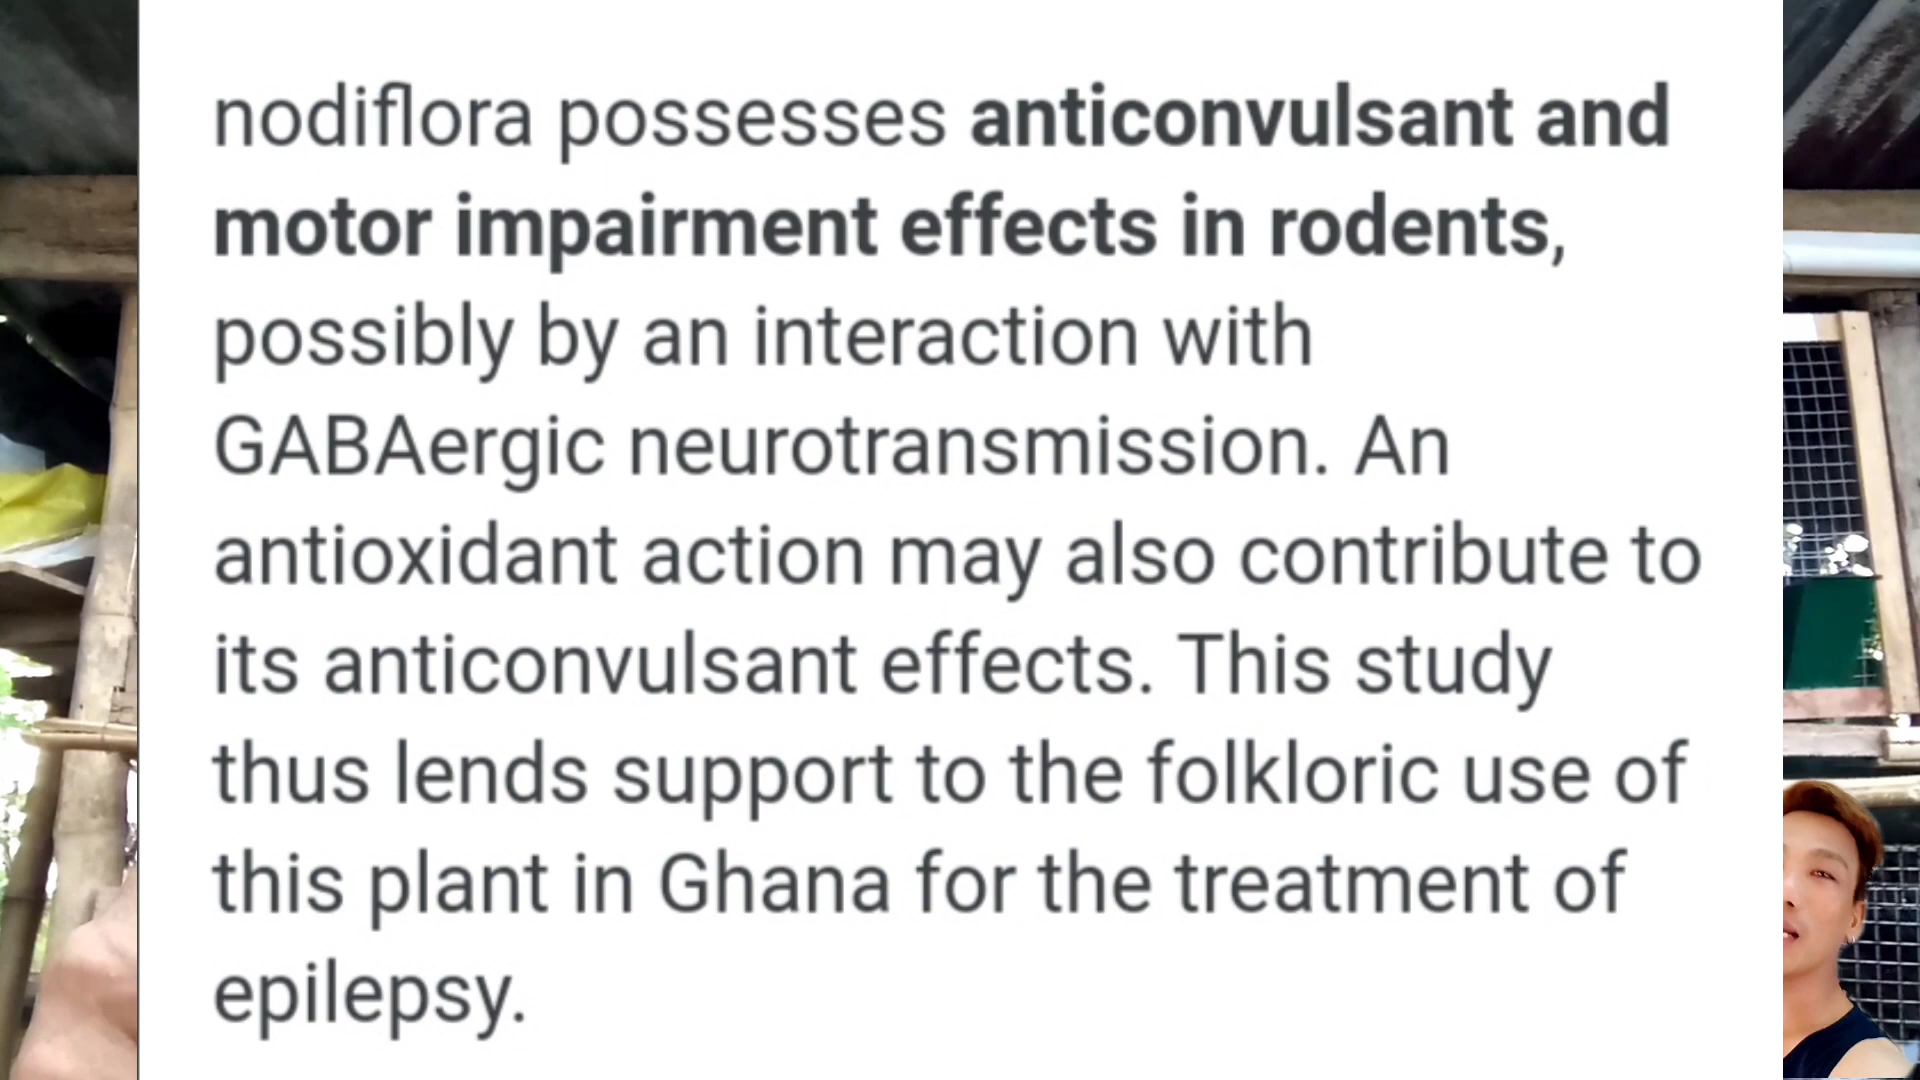 nodiflora possesses anticonvulsant and
motor impairment effects in rodents,
possibly by an interaction with
GABAergic neurotransmission. An
antioxidant action may also contribute to
its anticonvulsant effects. This study
thus lends support to the folkloric use of
this plant in Ghana for the treatment of
epilepsy.